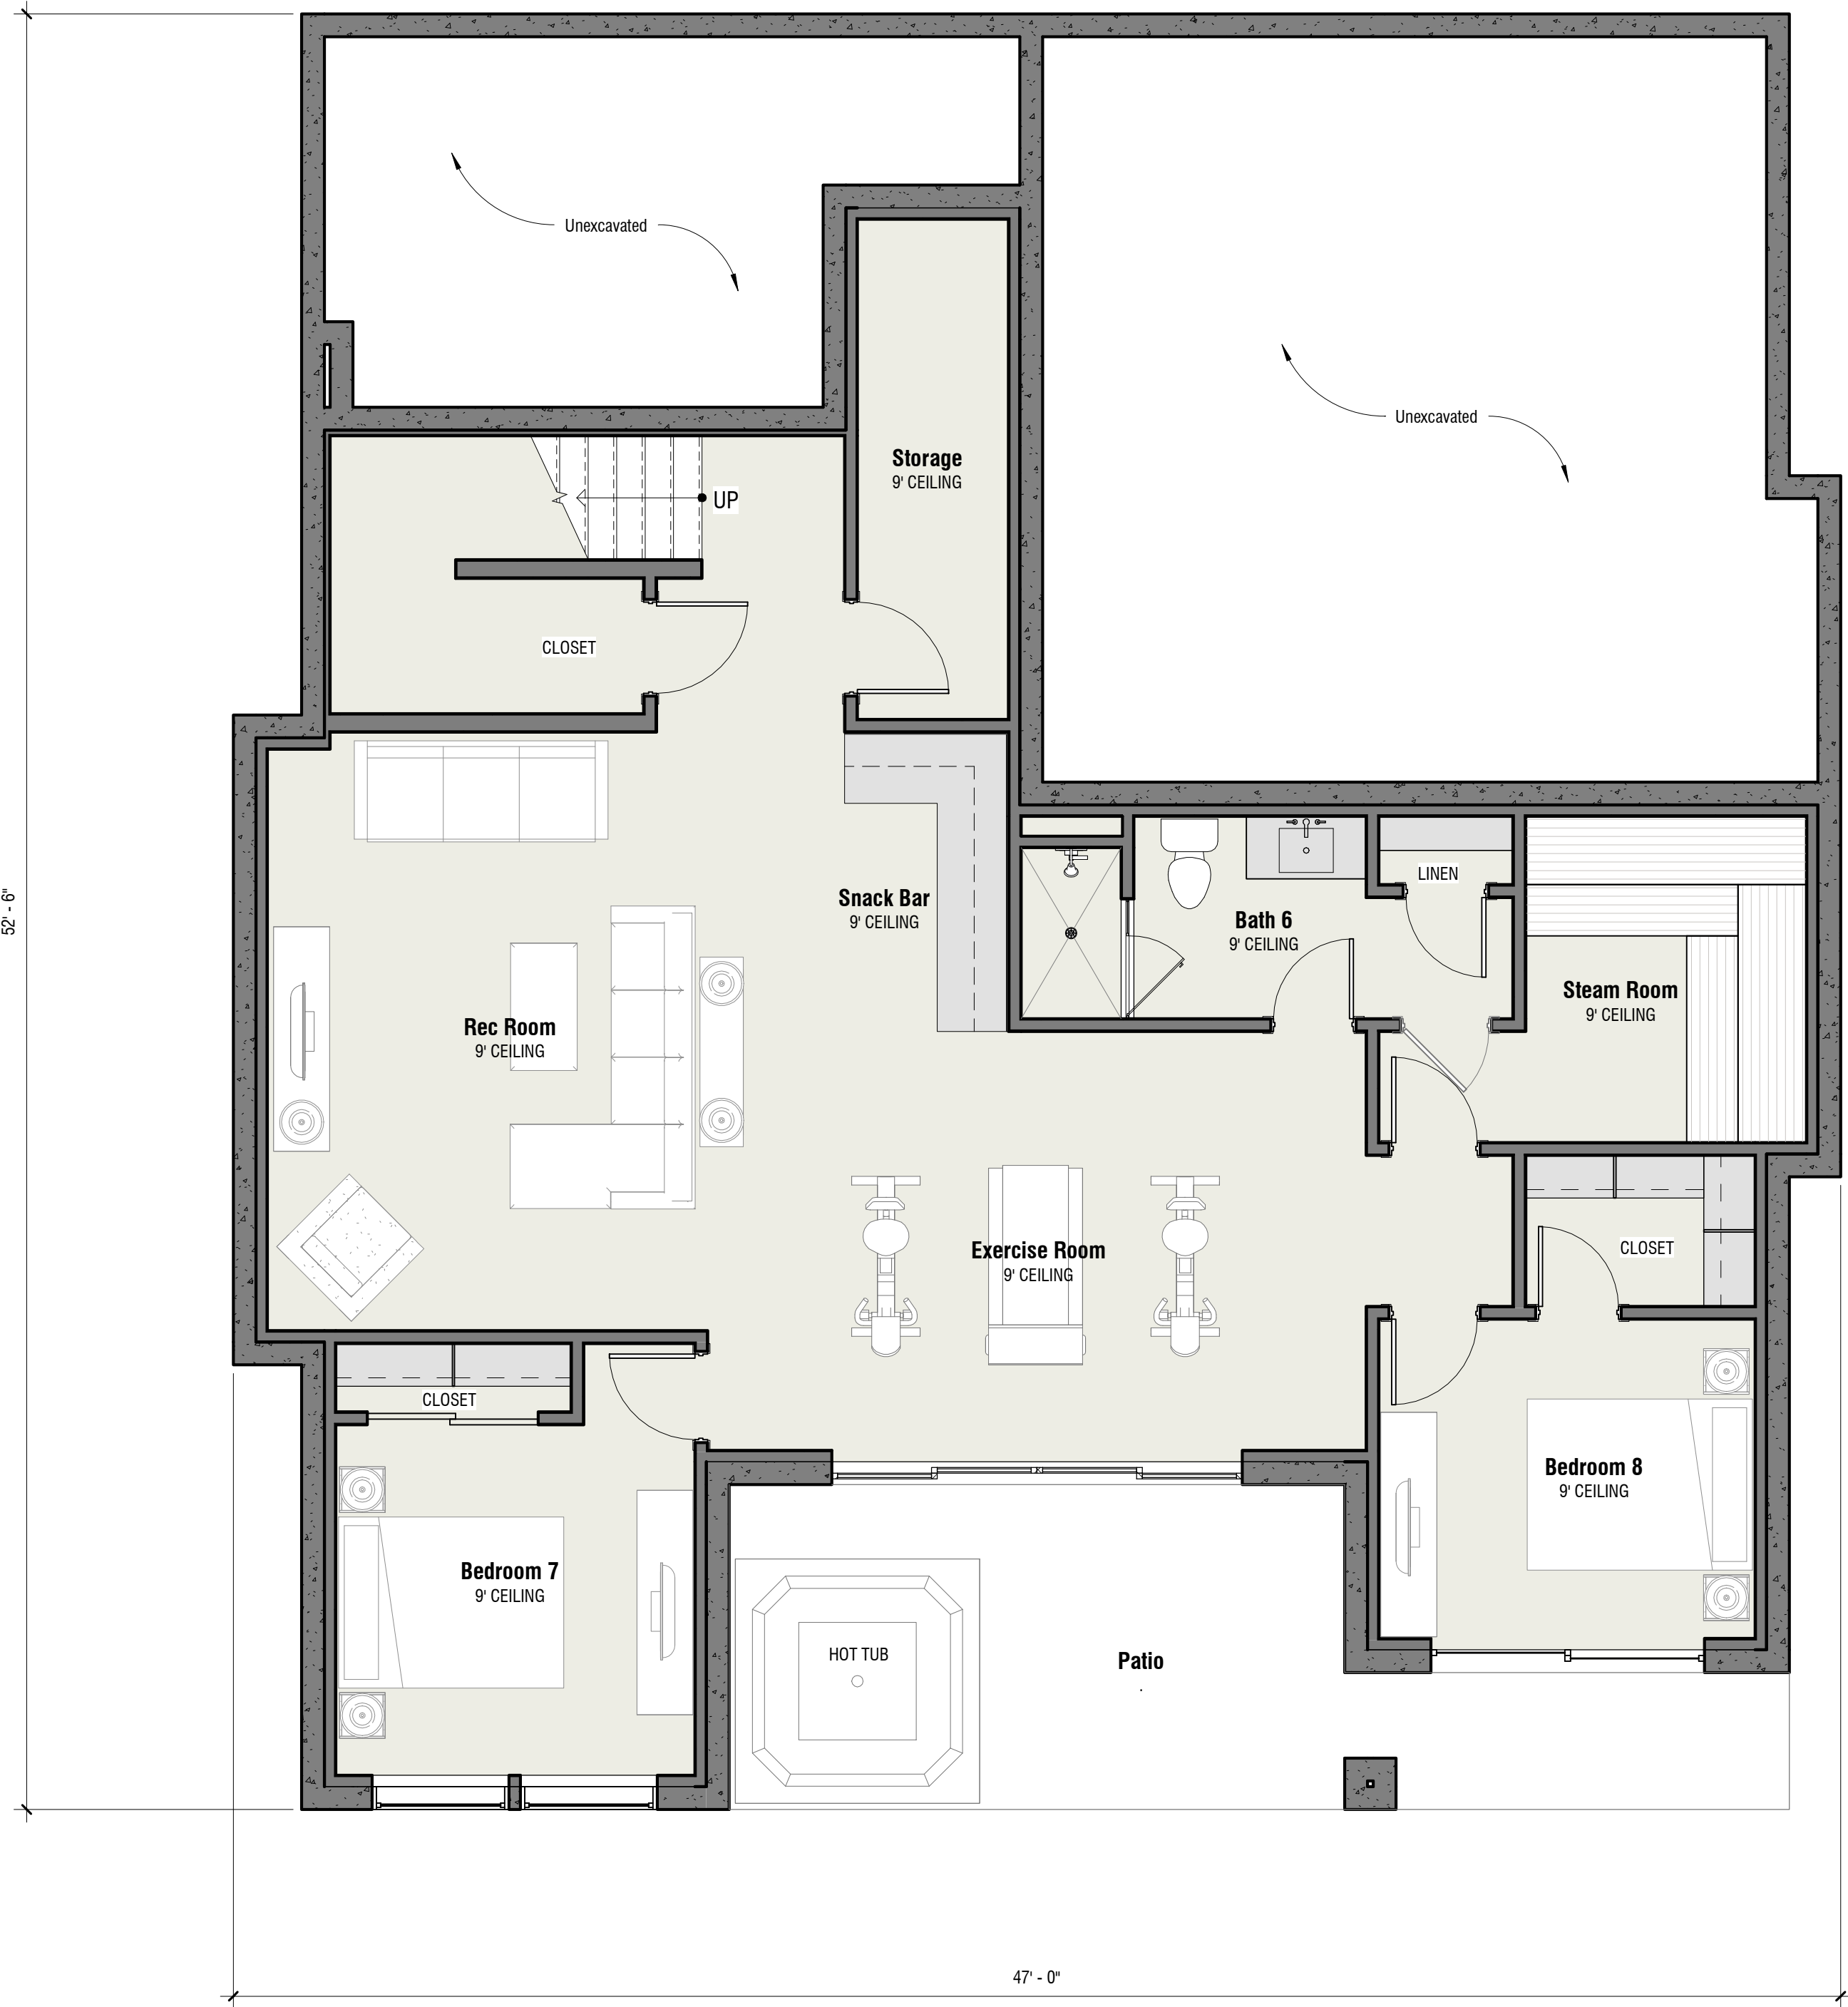 Unexcavated
Unexcavated
Storage
9' CEILING
UP
CLOSET
52' - 6"
LINEN
Snack Bar
9' CEILING
Bath 6
9' CEILING
Steam Room
9' CEILING
Rec Room
9' CEILING
Exercise Room
9' CEILING
CLOSET
CLOSET
Bedroom 8
9' CEILING
Bedroom 7
9' CEILING
HOT TUB
Patio
47' - 0"